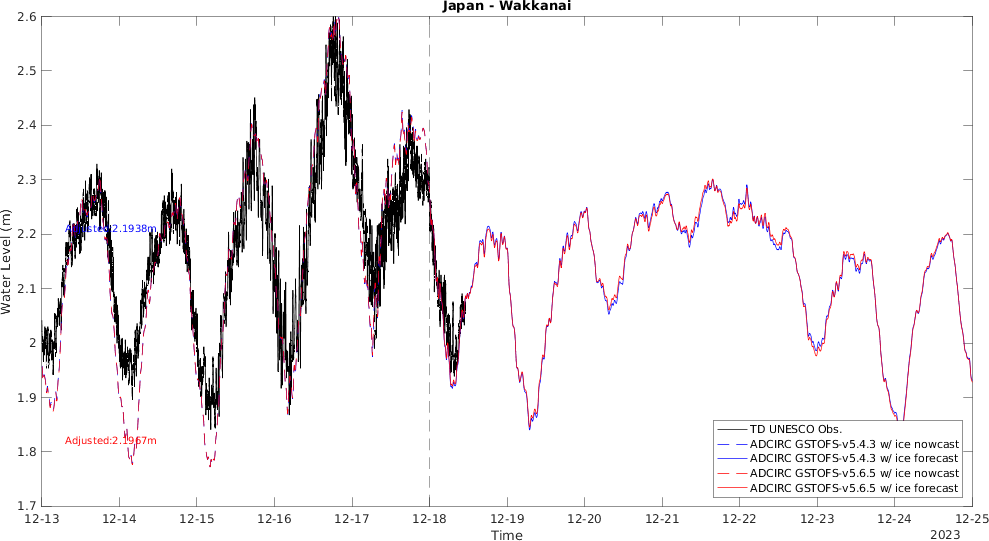 Japan - Wakkanai
2.6
2.5
2.4
2.3
2.2
2.1
2
1.9
1.8
1.7
Water Level (m)
Adjusted:2.1938m
Adjusted:2.1967m
TD UNESCO Obs.
ADCIRC GSTOFS-v5.4.3 w/ ice nowcast
ADCIRC GSTOFS-v5.4.3 w/ ice forecast
ADCIRC GSTOFS-v5.6.5 w/ ice nowcast
ADCIRC GSTOFS-v5.6.5 w/ ice forecast
12-13 12-14 12-15 12-16 12-17 12-18 12-19 12-20 12-21 12-22 12-23 12-24 12-25
Time
2023